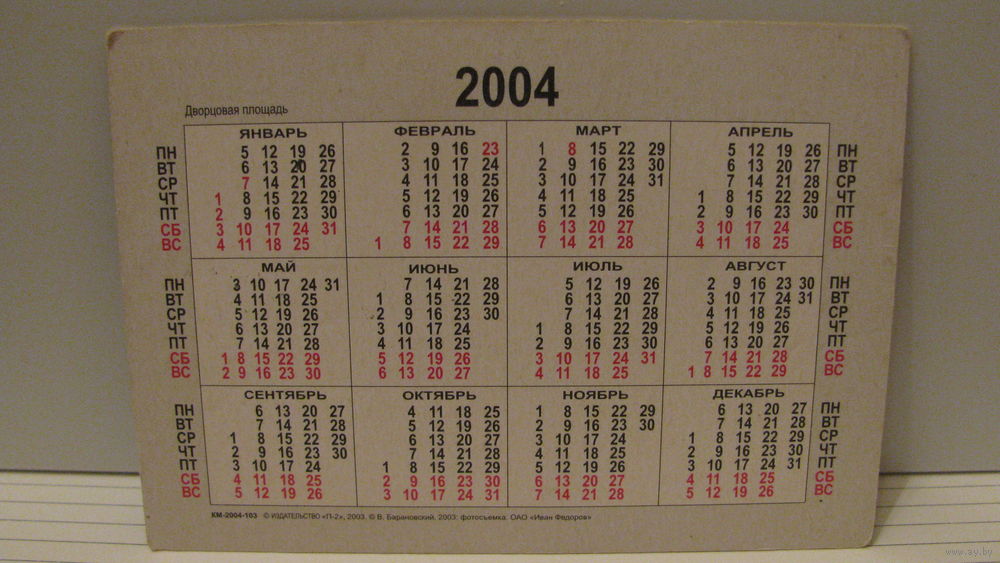 2004
Дворцовая площадь
ЯНВАРЬ ФЕВРАЛЬ МАРТ АПРЕЛЬ
ПН 5 12 19 26 2 9 16 23 1 8 15 22 29 5 12 19 26 ПН
ВТ 6 13 20 27 3 10 17 24 2 9 16 23 30 6 13 20 27 ВТ
СР 7 14 21 28 4 11 18 25 3 10 17 24 31 7 14 21 28 СР
ЧТ 1 8 15 22 29 5 12 19 26 4 11 18 25 1 8 15 22 29 ЧТ
ПТ 2 9 16 23 30 6 13 20 27 5 12 19 26 2 9 16 23 30 ПТ
СБ 3 10 17 24 31 7 14 21 28 6 13 20 27 3 10 17 24 СБ
ВС 4 11 18 25 1 8 15 22 29 7 14 21 28 4 11 18 25 ВС
МАЙ ИЮНЬ ИЮЛЬ АВГУСТ
ПН 3 10 17 24 31 7 14 21 28 5 12 19 26 2 9 16 23 30 ПН
ВТ 4 11 18 25 1 8 15 22 29 6 13 20 27 3 10 17 24 31 ВТ
СР 5 12 19 26 2 9 16 23 30 7 14 21 28 4 11 18 25 СР
ЧТ 6 13 20 27 3 10 17 24 1 8 15 22 29 5 12 19 26 ЧТ
ПТ 7 14 21 28 4 11 18 25 2 9 16 23 30 6 13 20 27 ПТ
СБ 1 8 15 22 29 5 12 19 26 3 10 17 24 31 7 14 21 28 СБ
ВС 2 9 16 23 30 6 13 20 27 4 11 18 25 1 8 15 22 29 ВС
СЕНТЯБРЬ ОКТЯБРЬ НОЯБРЬ ДЕКАБРЬ
ПН 6 13 20 27 4 11 18 25 1 8 15 22 29 6 13 20 27 ПН
ВТ 7 14 21 28 5 12 19 26 2 9 16 23 30 7 14 21 28 ВТ
СР 1 8 15 22 29 6 13 20 27 3 10 17 24 1 8 15 22 29 СР
ЧТ 2 9 16 23 30 7 14 21 28 4 11 18 25 2 9 16 23 30 ЧТ
ПТ 3 10 17 24 1 8 15 22 29 5 12 19 26 3 10 17 24 31 ПТ
СБ 4 11 18 25 2 9 16 23 30 6 13 20 27 4 11 18 25 СБ
ВС 5 12 19 26 3 10 17 24 31 7 14 21 28 5 12 19 26 ВС
КМ-2004-103 © ИЗДАТЕЛЬСТВО «П-2», 2003. © В. Барановский, 2003: фотосъемка. ОАО «Иван Федоров»
www.ay.by